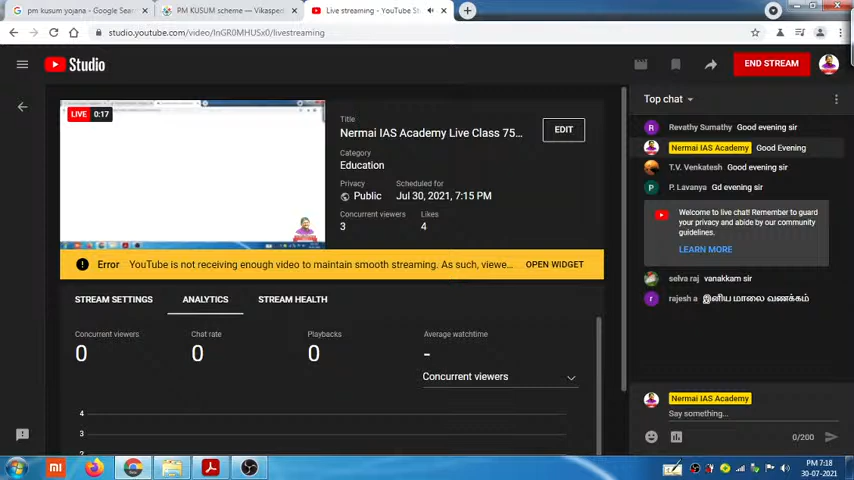 pm kusum yojana - Google Sear
PM KUSUM scheme — Vikasped
Live streaming - YouTube St
studio.youtube.com/video/lnGR0MHUSx0/livestreaming
Studio
END STREAM
LIVE 0:17
Title
Nermai IAS Academy Live Class 75...
EDIT
Category
Education
Privacy
Scheduled for
Public
Jul 30, 2021, 7:15 PM
Concurrent viewers
Likes
3
4
Error YouTube is not receiving enough video to maintain smooth streaming. As such, viewe... OPEN WIDGET
STREAM SETTINGS
ANALYTICS
STREAM HEALTH
Concurrent viewers
Chat rate
Playbacks
Average watchtime
0
0
0
-
Concurrent viewers
4
3
2
Top chat
R Revathy Sumathy Good evening sir
Nermai IAS Academy Good Evening
T.V. Venkatesh Good evening sir
P P. Lavanya Gd evening sir
Welcome to live chat! Remember to guard
your privacy and abide by our community
guidelines.
LEARN MORE
selva raj vanakkam sir
r rajesh a இனிய மாலை வணக்கம்
Nermai IAS Academy
Say something...
0/200
PM 7:18
30-07-2021